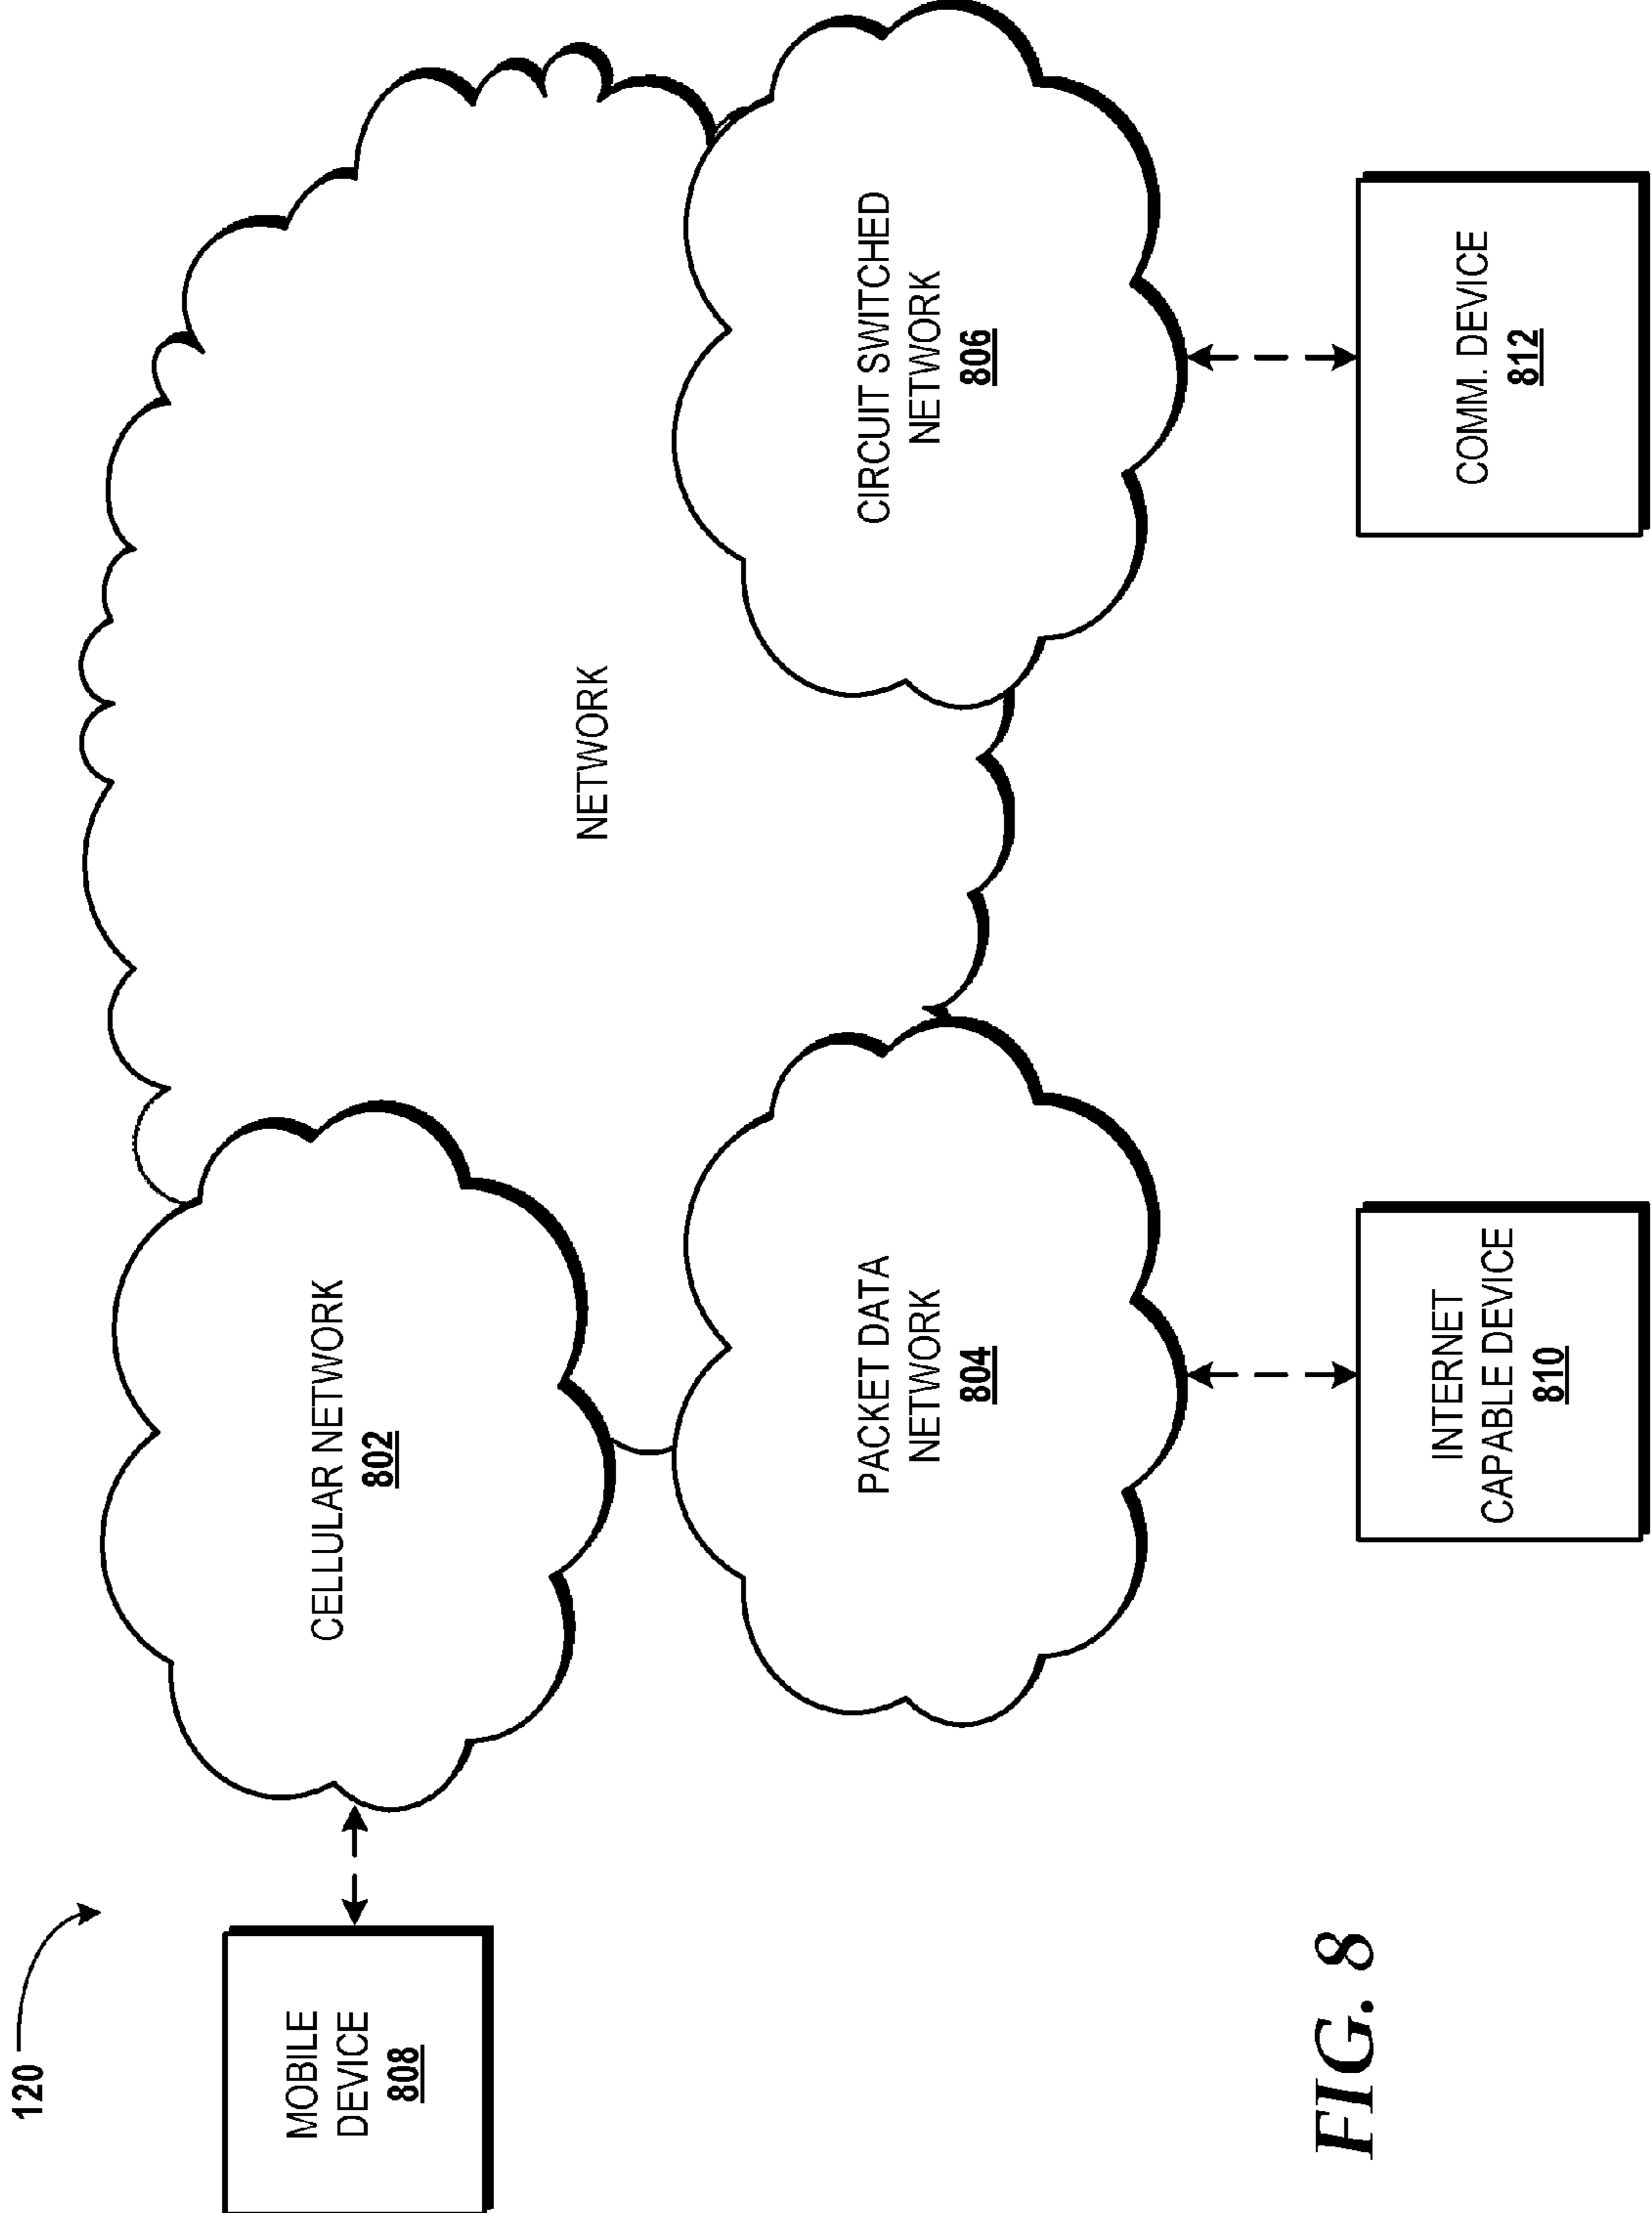 120
MOBILE
DEVICE
808
CELLULAR NETWORK
802
NETWORK
PACKET DATA
NETWORK
804
CIRCUIT SWITCHED
NETWORK
806
INTERNET
CAPABLE DEVICE
810
COMM. DEVICE
812
FIG. 8